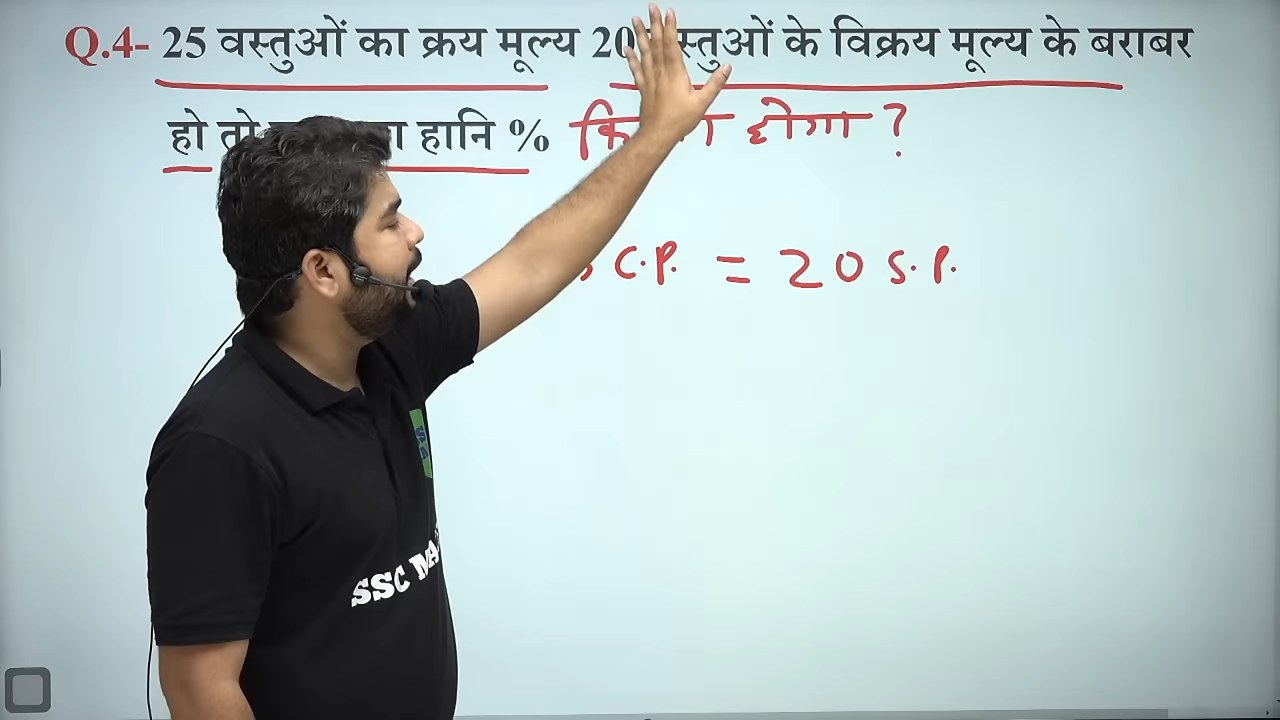 Q.4- 25 वस्तुओं का क्रय मूल्य 20 के विक्रय मूल्य के बराबर
हो हानि % होगा ?
C.P. = 20 S.P.
SSC